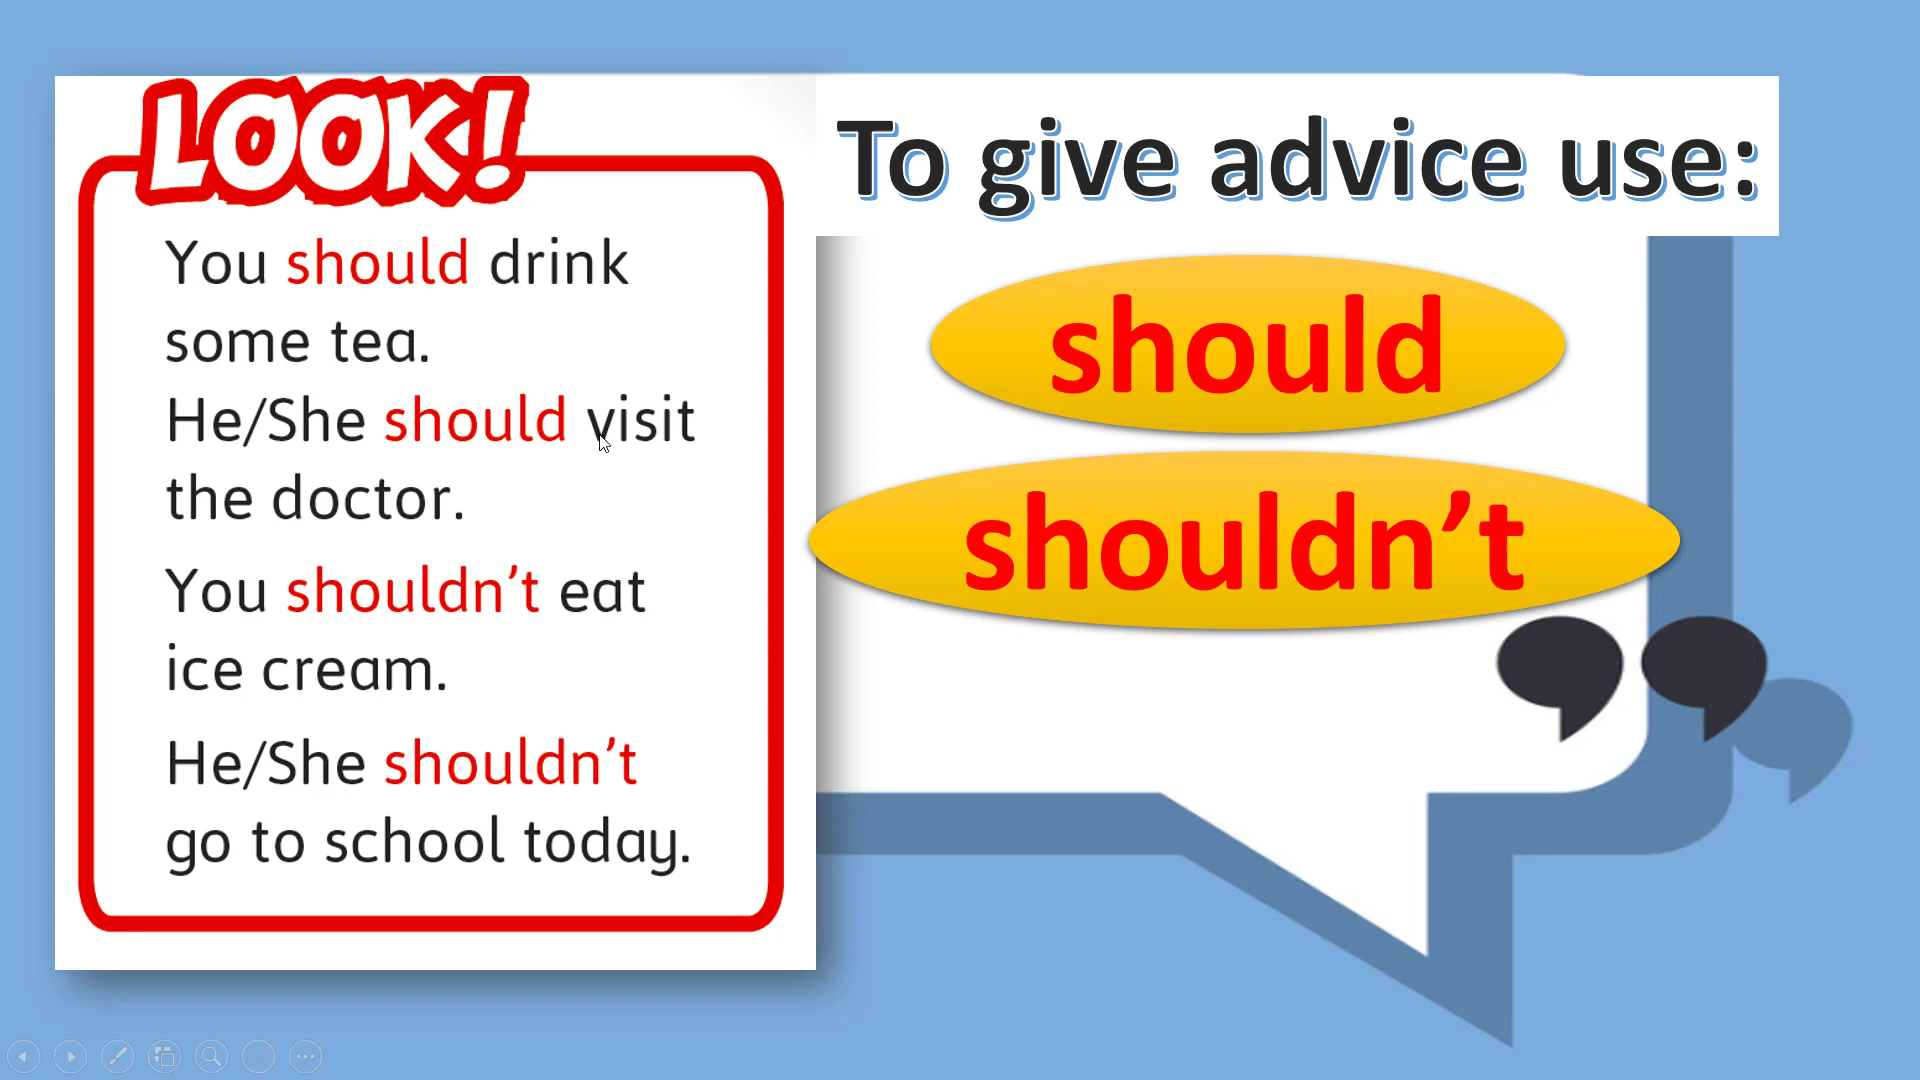 LOOK!
You should drink
some tea.
He/She should visit
the doctor.
You shouldn’t eat
ice cream.
He/She shouldn’t
go to school today.
To give advice use:
should
shouldn’t